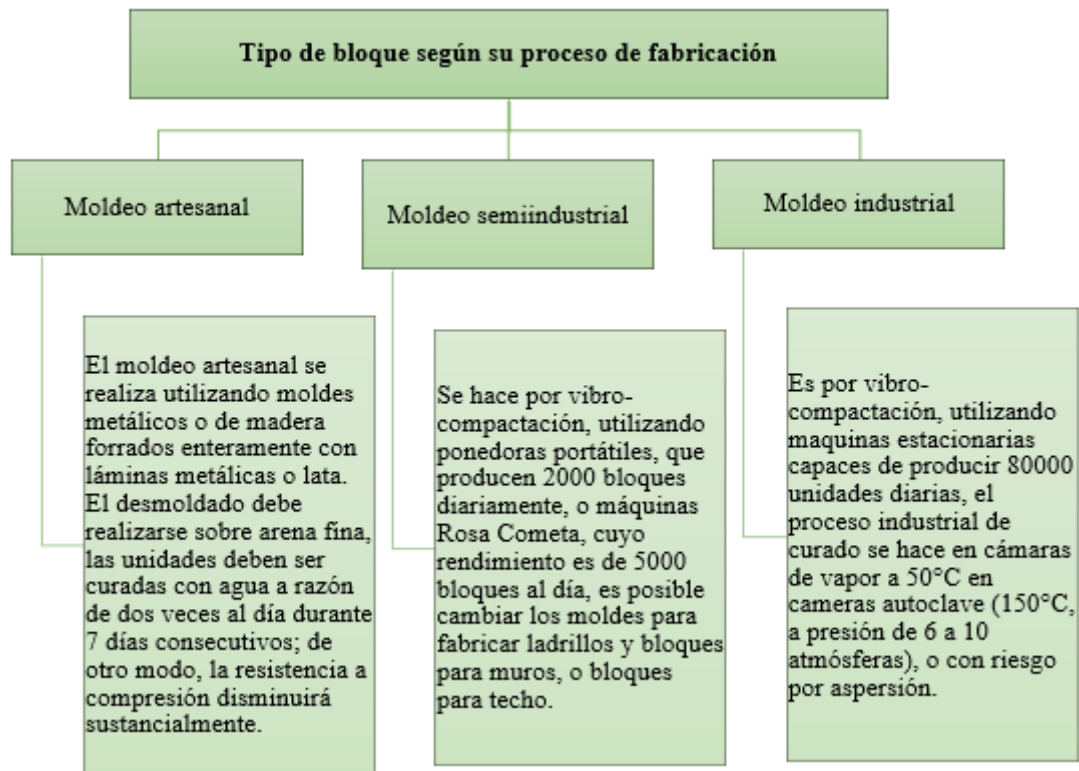 Tipo de bloque según su proceso de fabricación
Moldeo artesanal
Moldeo semiindustrial
Moldeo industrial
El moldeo artesanal se
realiza utilizando moldes
metálicos o de madera
forrados enteramente con
láminas metálicas o lata.
El desmoldado debe
realizarse sobre arena fina,
las unidades deben ser
curadas con agua a razón
de dos veces al día durante
7 días consecutivos; de
otro modo, la resistencia a
compresión disminuirá
sustancialmente.
Se hace por vibro-
compactación, utilizando
ponedoras portátiles, que
producen 2000 bloques
diariamente, o máquinas
Rosa Cometa, cuyo
rendimiento es de 5000
bloques al día, es posible
cambiar los moldes para
fabricar ladrillos y bloques
para muros, o bloques
para techo.
Es por vibro-
compactación, utilizando
maquinas estacionarias
capaces de producir 80000
unidades diarias, el
proceso industrial de
curado se hace en cámaras
de vapor a 50°C en
cameras autoclave (150°C,
a presión de 6 a 10
atmósferas), o con riesgo
por aspersión.